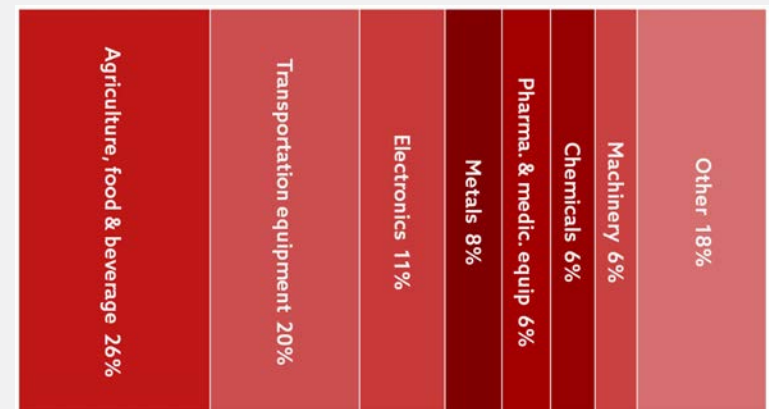 Agriculture, food & beverage 26%
Transportation equipment 20%
Electronics 11%
Metals 8%
Pharma. & medic. equip 6%
Chemicals 6%
Machinery 6%
Other 18%